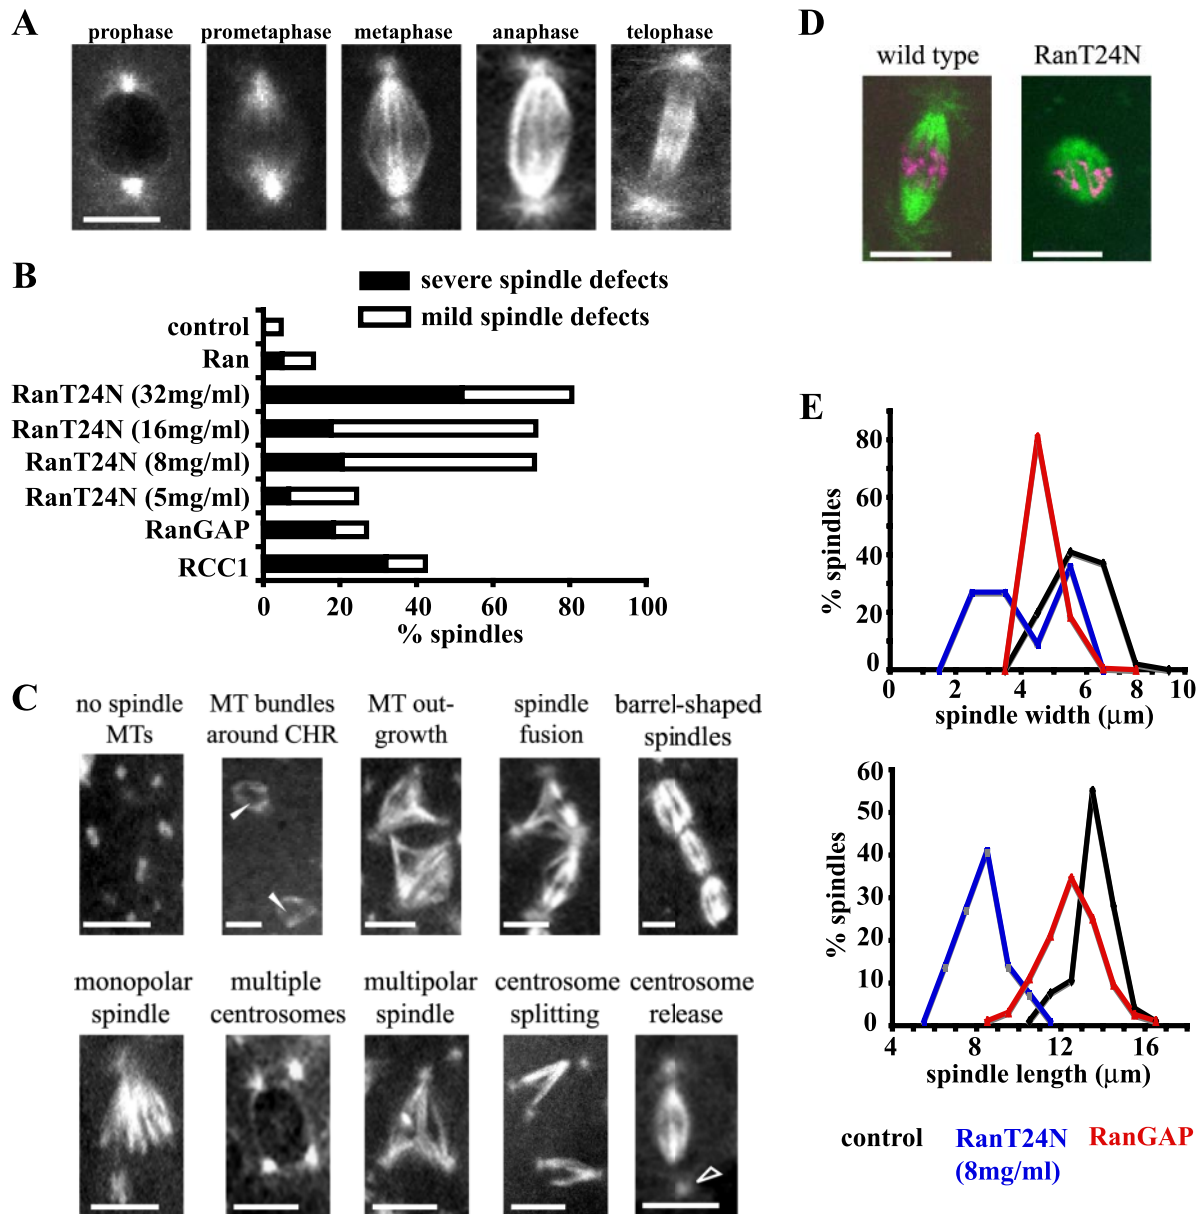 A
prophase prometaphase metaphase anaphase telophase
B
severe spindle defects
mild spindle defects
control
Ran
RanT24N (32mg/ml)
RanT24N (16mg/ml)
RanT24N (8mg/ml)
RanT24N (5mg/ml)
RanGAP
RCC1
0 20 40 60 80 100
% spindles
C
no spindle MTs
MT bundles around CHR
MT out-growth
spindle fusion
barrel-shaped spindles
monopolar spindle
multiple centrosomes
multipolar spindle
centrosome splitting
centrosome release
D
wild type RanT24N
E
% spindles
80
60
40
20
0
0 2 4 6 8 10
spindle width (μm)
% spindles
60
50
40
30
20
10
0
4 8 12 16
spindle length (μm)
control RanT24N (8mg/ml) RanGAP